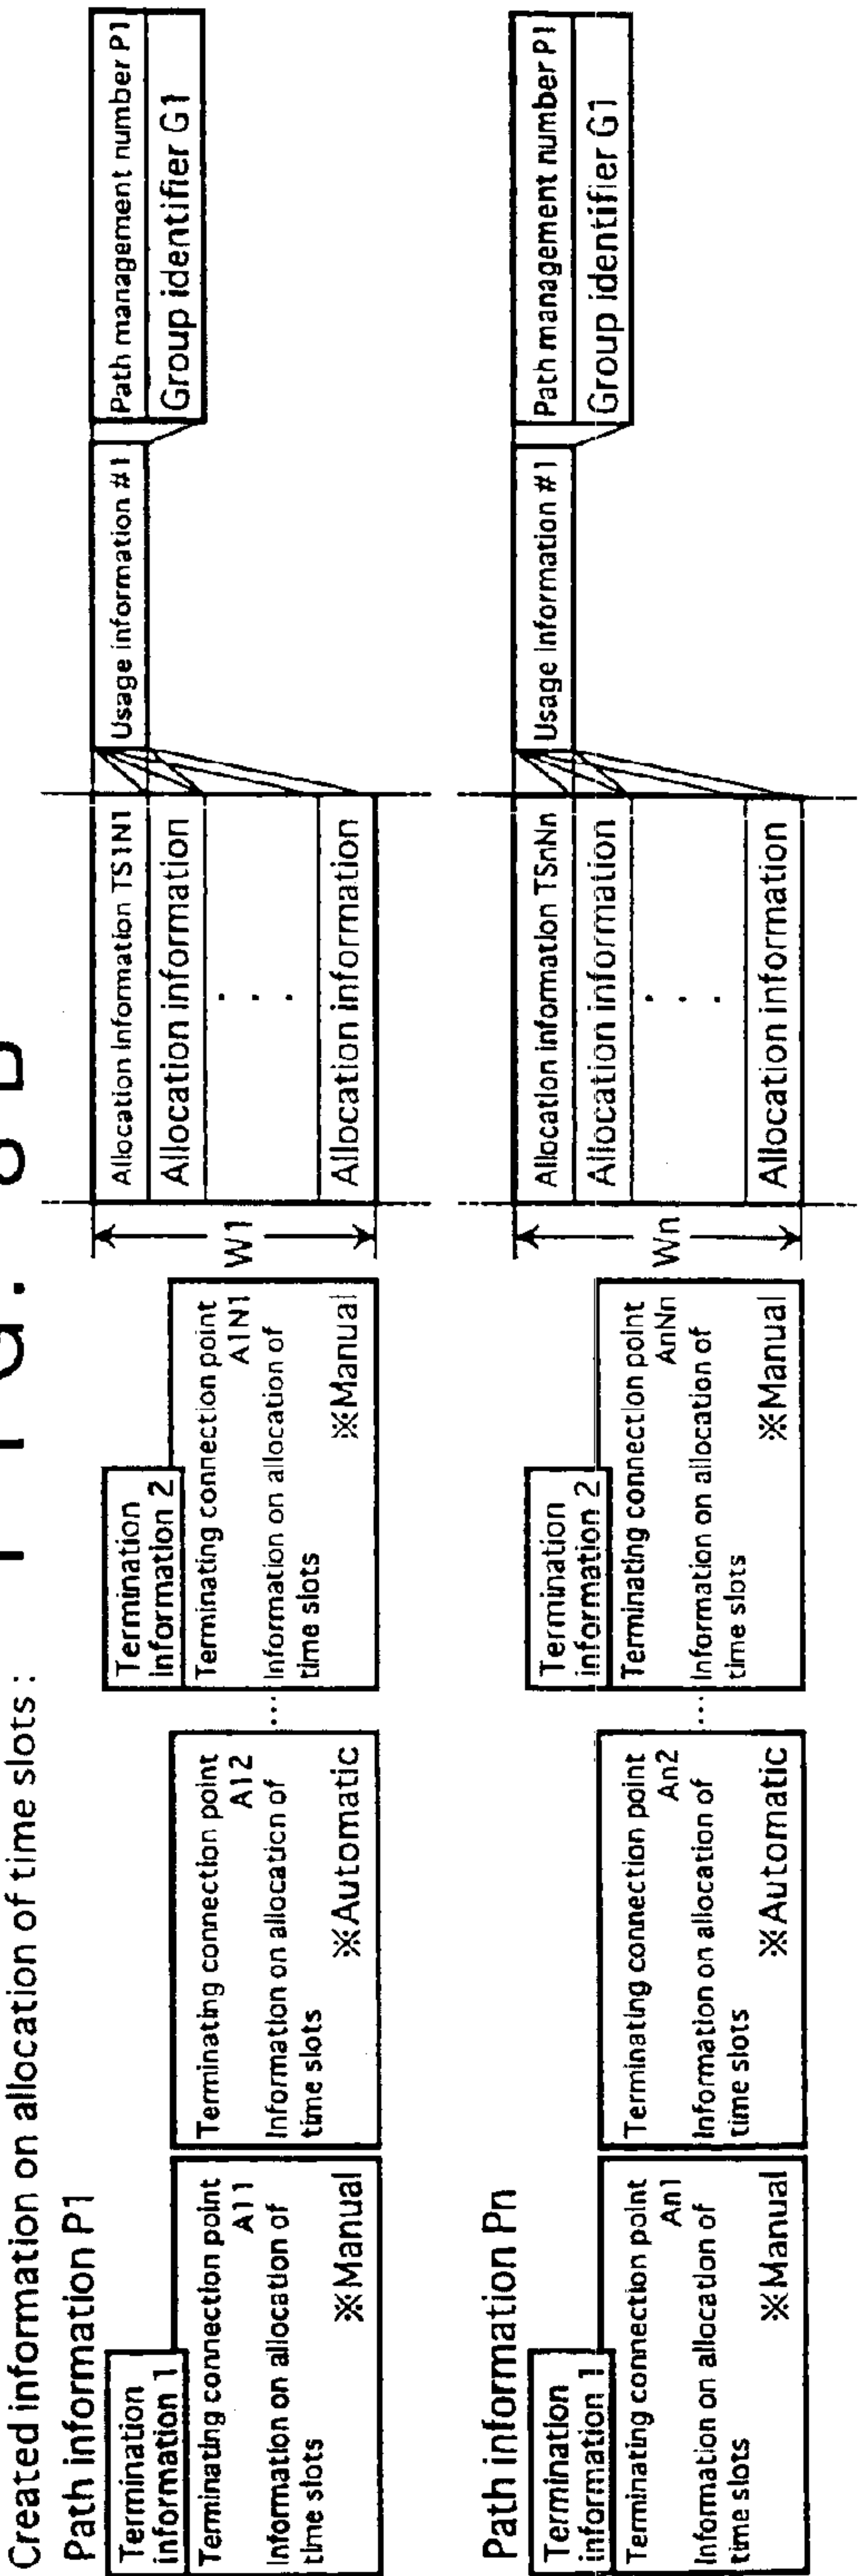 FIG. 8B
Created information on allocation of time slots :
Path information P1
Termination
information 1
Terminating connection point
A11
Information on allocation of
time slots
※Manual
Terminating connection point
A12
Information on allocation of
time slots
※Automatic
...
Termination
information 2
Terminating connection point
A1N1
Information on allocation of
time slots
※Manual
W1
Allocation information TS1N1
Allocation information
. . .
Allocation information
Usage information #1
Path management number P1
Group identifier G1
Path information Pn
Termination
information 1
Terminating connection point
An1
Information on allocation of
time slots
※Manual
Terminating connection point
An2
Information on allocation of
time slots
※Automatic
...
Termination
information 2
Terminating connection point
AnNn
Information on allocation of
time slots
※Manual
Wn
Allocation information TSnNn
Allocation information
. . .
Allocation information
Usage information #1
Path management number P1
Group identifier G1